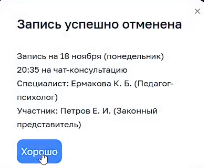 Запись успешно отменена
Запись на 18 ноября (понедельник)
20:35 на чат-консультацию
Специалист: Ермакова К. Б. (Педагог-
психолог)
Участник: Петров Е. И. (Законный
представитель)
Хорошо